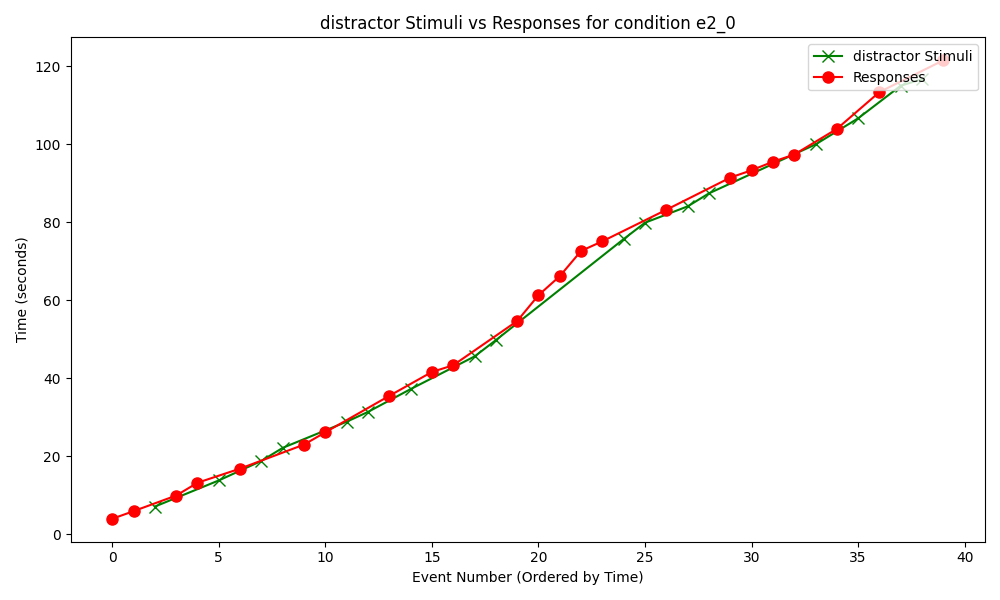 distractor Stimuli vs Responses for condition e2_0
distractor Stimuli
Responses
Time (seconds)
120
100
80
60
40
20
0
0 5 10 15 20 25 30 35 40
Event Number (Ordered by Time)